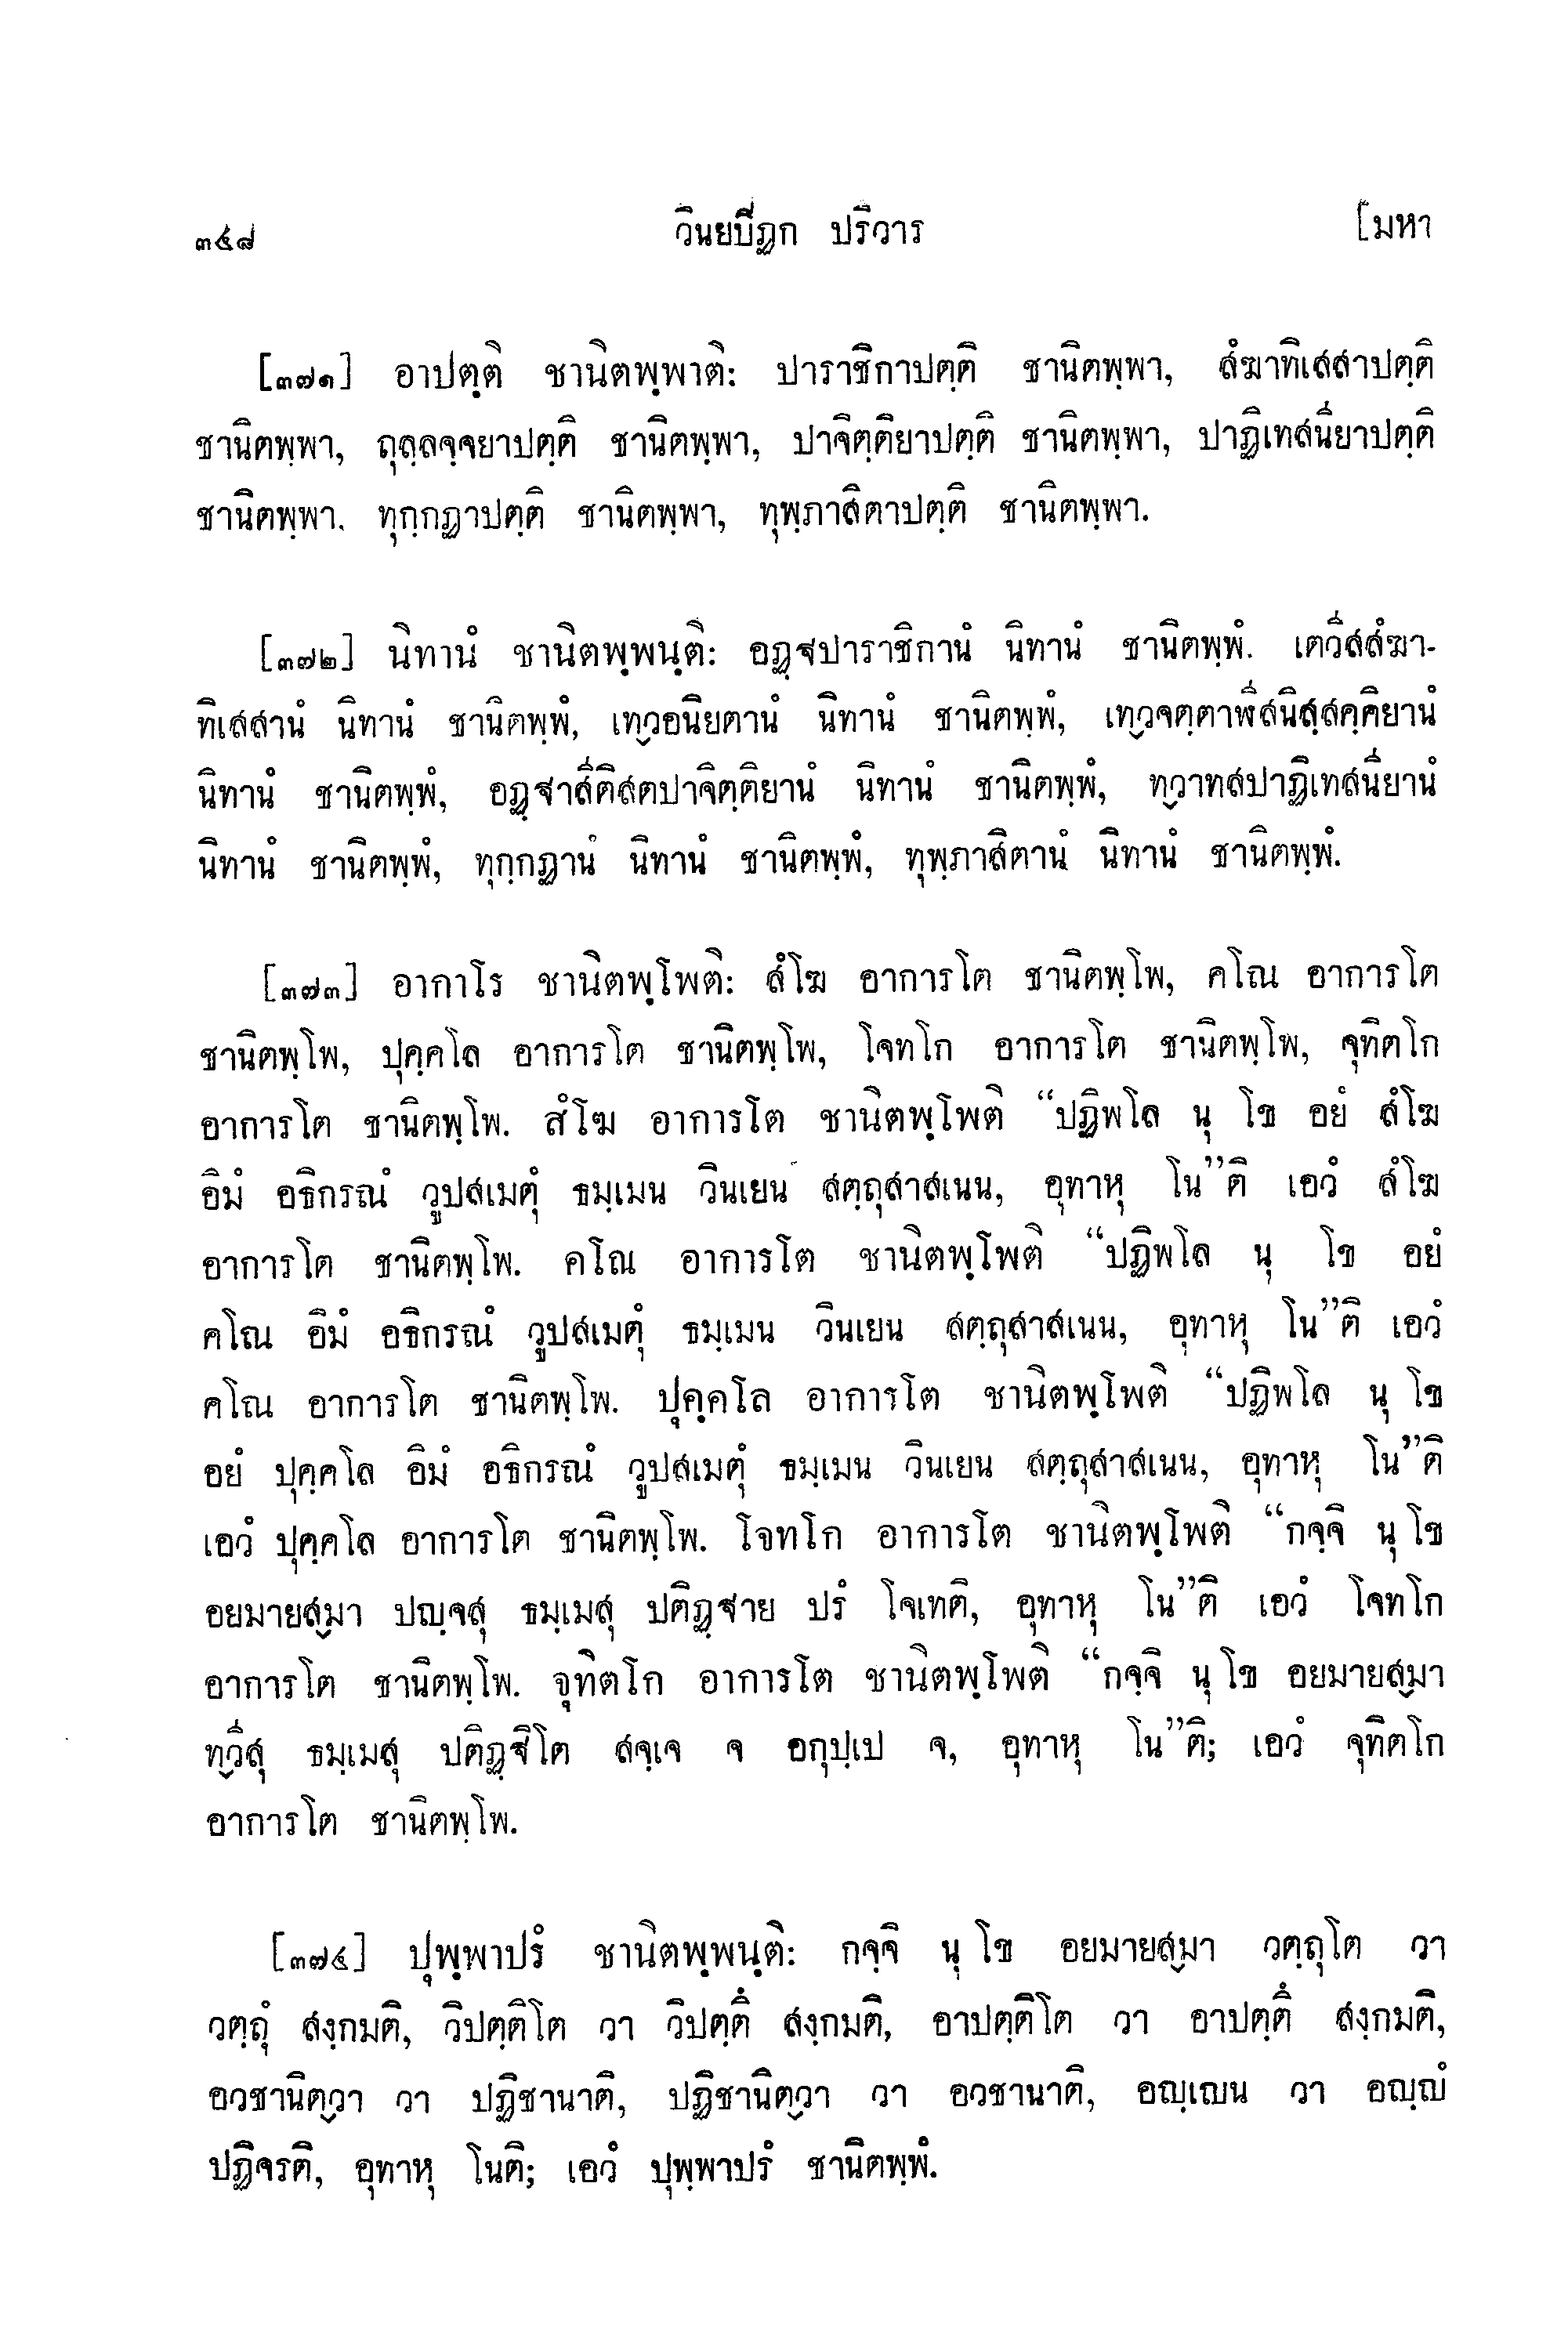 ๓๔๘ วินยปิฏก ปริวาร [มหา
[๓๗๑] อาปตฺติ ชานิตพฺพาติ: ปาราชิกาปตฺติ ชานิตพฺพา, สํฆาทิเสสาปตฺติ
ชานิตพฺพา, ถุลฺลจฺจยาปตฺติ ชานิตพฺพา, ปาจิตฺติยาปตฺติ ชานิตพฺพา, ปาฏิเทสนียาปตฺติ
ชานิตพฺพา. ทุกฺกฏาปตฺติ ชานิตพฺพา, ทุพฺภาสิตาปตฺติ ชานิตพฺพา.
[๓๗๒] นิทานํ ชานิตพฺพนฺติ: อฏฺฐปาราชิกานํ นิทานํ ชานิตพฺพํ. เตวีสสํฆา-
ทิเสสานํ นิทานํ ชานิตพฺพํ, เทฺวอนิยตานํ นิทานํ ชานิตพฺพํ, เทฺวจตฺตาฬีสนิสฺสคฺคิยานํ
นิทานํ ชานิตพฺพํ, อฏฺฐาสีติสตปาจิตฺติยานํ นิทานํ ชานิตพฺพํ, ทฺวาทสปาฏิเทสนียานํ
นิทานํ ชานิตพฺพํ, ทุกฺกฏานํ นิทานํ ชานิตพฺพํ, ทุพฺภาสิตานํ นิทานํ ชานิตพฺพํ.
[๓๗๓] อากาโร ชานิตพฺโพติ: สํโฆ อาการโต ชานิตพฺโพ, คโณ อาการโต
ชานิตพฺโพ, ปุคฺคโล อาการโต ชานิตพฺโพ, โจทโก อาการโต ชานิตพฺโพ, จุทิตโก
อาการโต ชานิตพฺโพ. สํโฆ อาการโต ชานิตพฺโพติ “ปฏิพโล นุ โข อยํ สํโฆ
อิมํ อธิกรณํ วูปสเมตุํ ธมฺเมน วินเยน สตฺถุสาสเนน, อุทาหุ โน”ติ เอวํ สํโฆ
อาการโต ชานิตพฺโพ. คโณ อาการโต ชานิตพฺโพติ “ปฏิพโล นุ โข อยํ
คโณ อิมํ อธิกรณํ วูปสเมตุํ ธมฺเมน วินเยน สตฺถุสาสเนน, อุทาหุ โน”ติ เอวํ
คโณ อาการโต ชานิตพฺโพ. ปุคฺคโล อาการโต ชานิตพฺโพติ “ปฏิพโล นุ โข
อยํ ปุคฺคโล อิมํ อธิกรณํ วูปสเมตุํ ธมฺเมน วินเยน สตฺถุสาสเนน, อุทาหุ โน”ติ
เอวํ ปุคฺคโล อาการโต ชานิตพฺโพ. โจทโก อาการโต ชานิตพฺโพติ “กจฺจิ นุ โข
อยมายสฺมา ปญฺจสุ ธมฺเมสุ ปติฏฺฐาย ปรํ โจเทติ, อุทาหุ โน”ติ เอวํ โจทโก
อาการโต ชานิตพฺโพ. จุทิตโก อาการโต ชานิตพฺโพติ “กจฺจิ นุ โข อยมายสฺมา
ทฺวีสุ ธมฺเมสุ ปติฏฺฐิโต สจฺเจ จ อกุปฺเป จ, อุทาหุ โน”ติ; เอวํ จุทิตโก
อาการโต ชานิตพฺโพ.
[๓๗๔] ปุพฺพาปรํ ชานิตพฺพนฺติ: กจฺจิ นุ โข อยมายสฺมา วตฺถุโต วา
วตฺถุํ สงฺกมติ, วิปตฺติโต วา วิปตฺตึ สงฺกมติ, อาปตฺติโต วา อาปตฺตึ สงฺกมติ,
อวชานิตฺวา วา ปฏิชานาติ, ปฏิชานิตฺวา วา อวชานาติ, อญฺเญน วา อญฺญํ
ปฏิจรติ, อุทาหุ โนติ; เอวํ ปุพฺพาปรํ ชานิตพฺพํ.